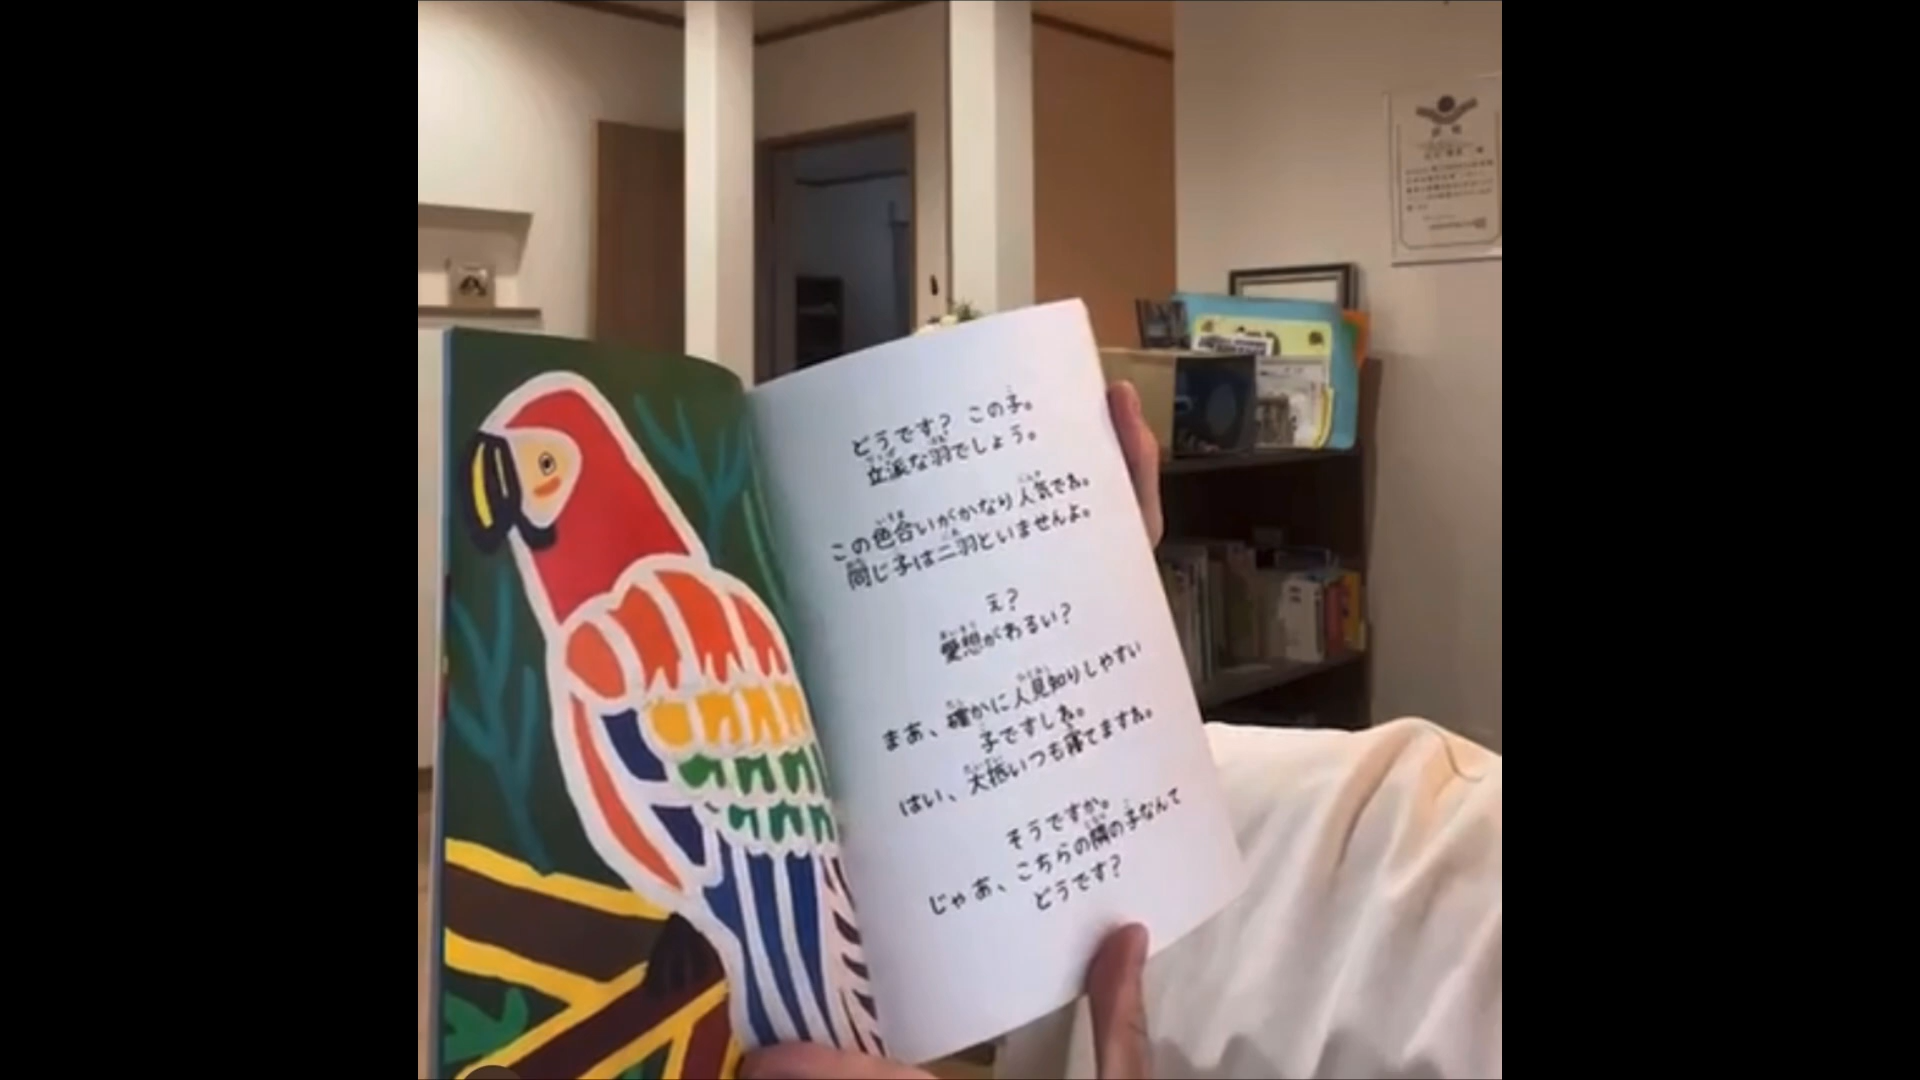 どうです？ この子。
立派な羽でしょう。
この色合いがかなり人気でね。
同じ子は二羽といませんよ。
え？
愛想がわるい？
まあ、確かに人見知りしやすい
子ですしね。
はい、大抵いつも寝てますね。
そうですか。
じゃあ、こちらの隣の子なんて
どうです？